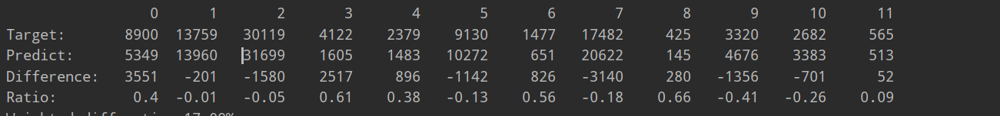 0 1 2 3 4 5 6 7 8 9 10 11
Target: 8900 13759 30119 4122 2379 9130 1477 17482 425 3320 2682 565
Predict: 5349 13960 31699 1605 1483 10272 651 20622 145 4676 3383 513
Difference: 3551 -201 -1580 2517 896 -1142 826 -3140 280 -1356 -701 52
Ratio: 0.4 -0.01 -0.05 0.61 0.38 -0.13 0.56 -0.18 0.66 -0.41 -0.26 0.09